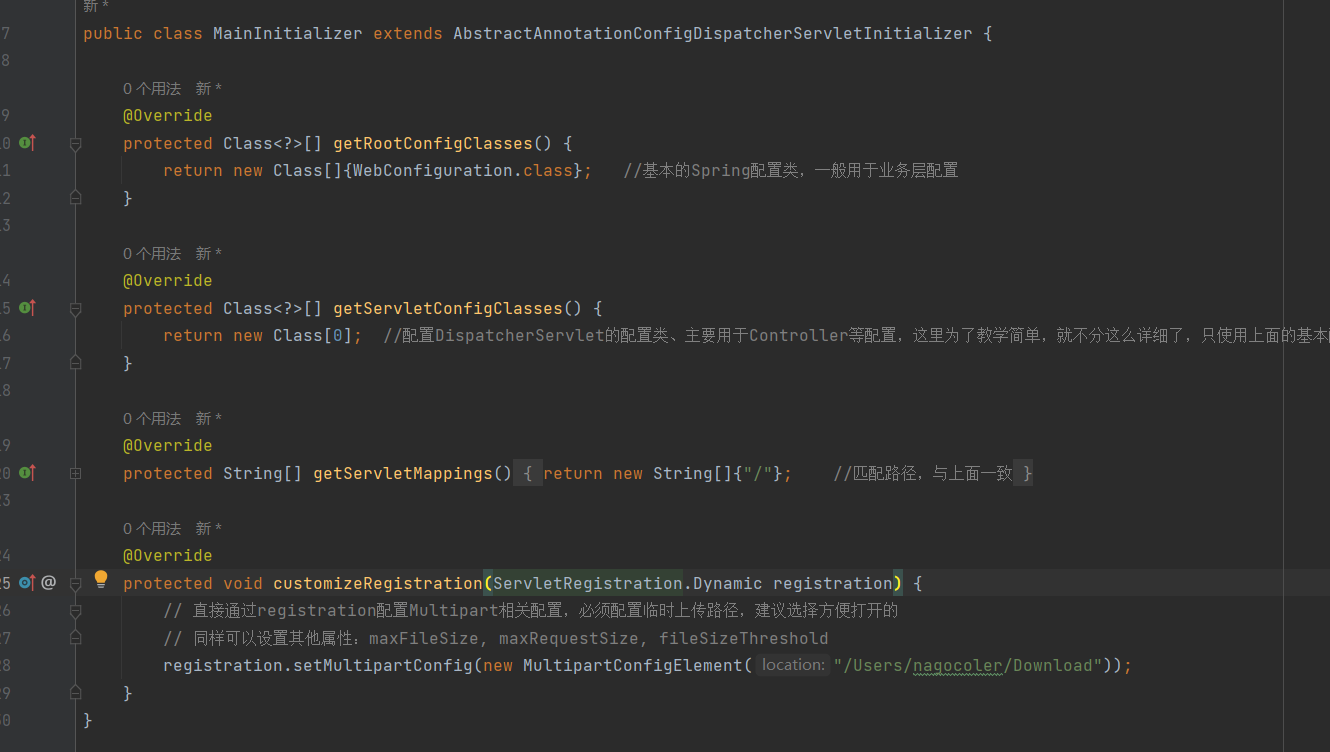 新 *
7 public class MainInitializer extends AbstractAnnotationConfigDispatcherServletInitializer {
8
0 个用法 新 *
9 @Override
0 protected Class<?>[] getRootConfigClasses() {
1 return new Class[]{WebConfiguration.class}; //基本的Spring配置类，一般用于业务层配置
2 }
3
0 个用法 新 *
4 @Override
5 protected Class<?>[] getServletConfigClasses() {
6 return new Class[0]; //配置DispatcherServlet的配置类、主要用于Controller等配置，这里为了教学简单，就不分这么详细了，只使用上面的基本
7 }
8
0 个用法 新 *
9 @Override
20 protected String[] getServletMappings() { return new String[]{"/"}; //匹配路径，与上面一致 }
23
0 个用法 新 *
24 @Override
25 @ protected void customizeRegistration(ServletRegistration.Dynamic registration) {
26 // 直接通过registration配置Multipart相关配置，必须配置临时上传路径，建议选择方便打开的
27 // 同样可以设置其他属性：maxFileSize, maxRequestSize, fileSizeThreshold
28 registration.setMultipartConfig(new MultipartConfigElement( location: "/Users/nagocoler/Download"));
29 }
30 }